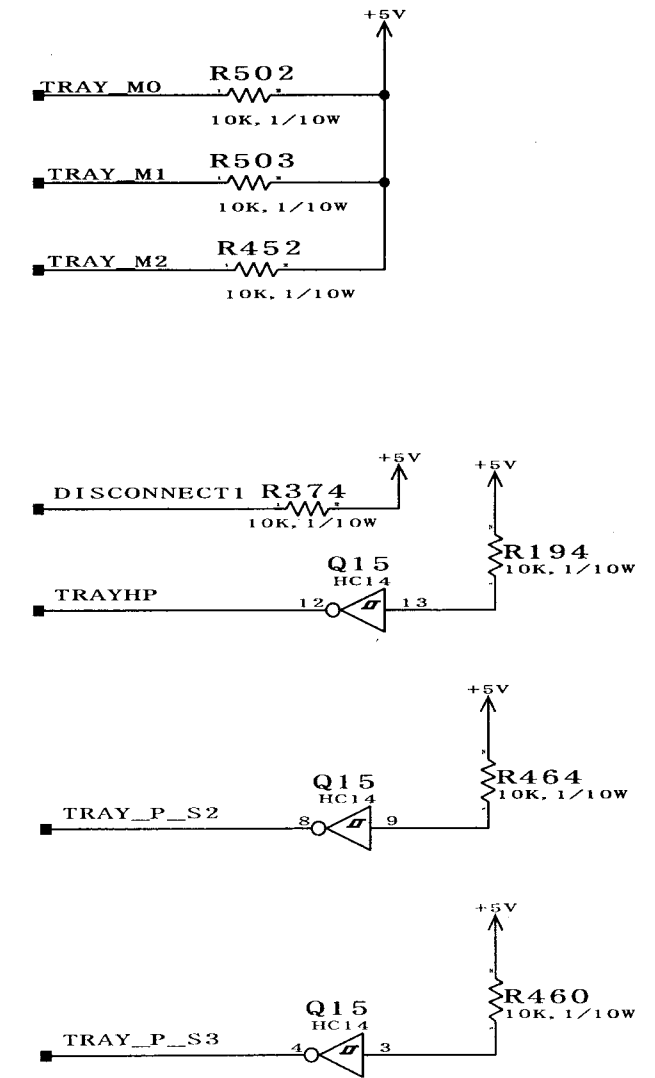 +5V
R502
TRAY_M0
10K, 1/10W
R503
TRAY_M1
10K, 1/10W
R452
TRAY_M2
10K, 1/10W
+5V
+5V
DISCONNECT1 R374
10K, 1/10W
R194
10K, 1/10W
Q15
HC14
TRAYHP
12
13
+5V
R464
10K, 1/10W
Q15
HC14
TRAY_P_S2
8
9
+5V
R460
10K, 1/10W
Q15
HC14
TRAY_P_S3
4
3